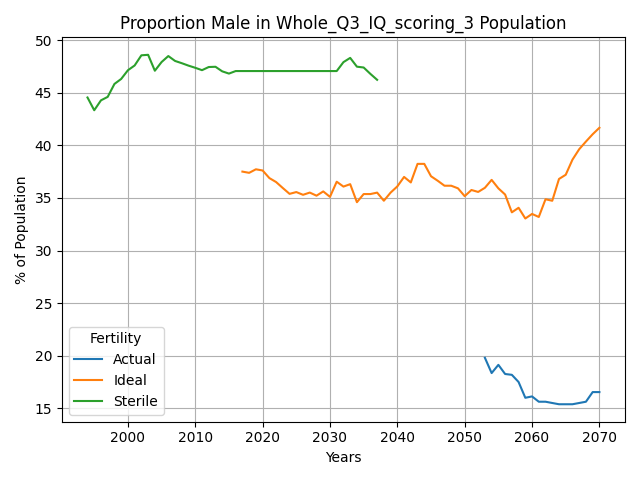 Proportion Male in Whole_Q3_IQ_scoring_3 Population
50
45
40
35
30
25
20
15
% of Population
Fertility
Actual
Ideal
Sterile
2000 2010 2020 2030 2040 2050 2060 2070
Years